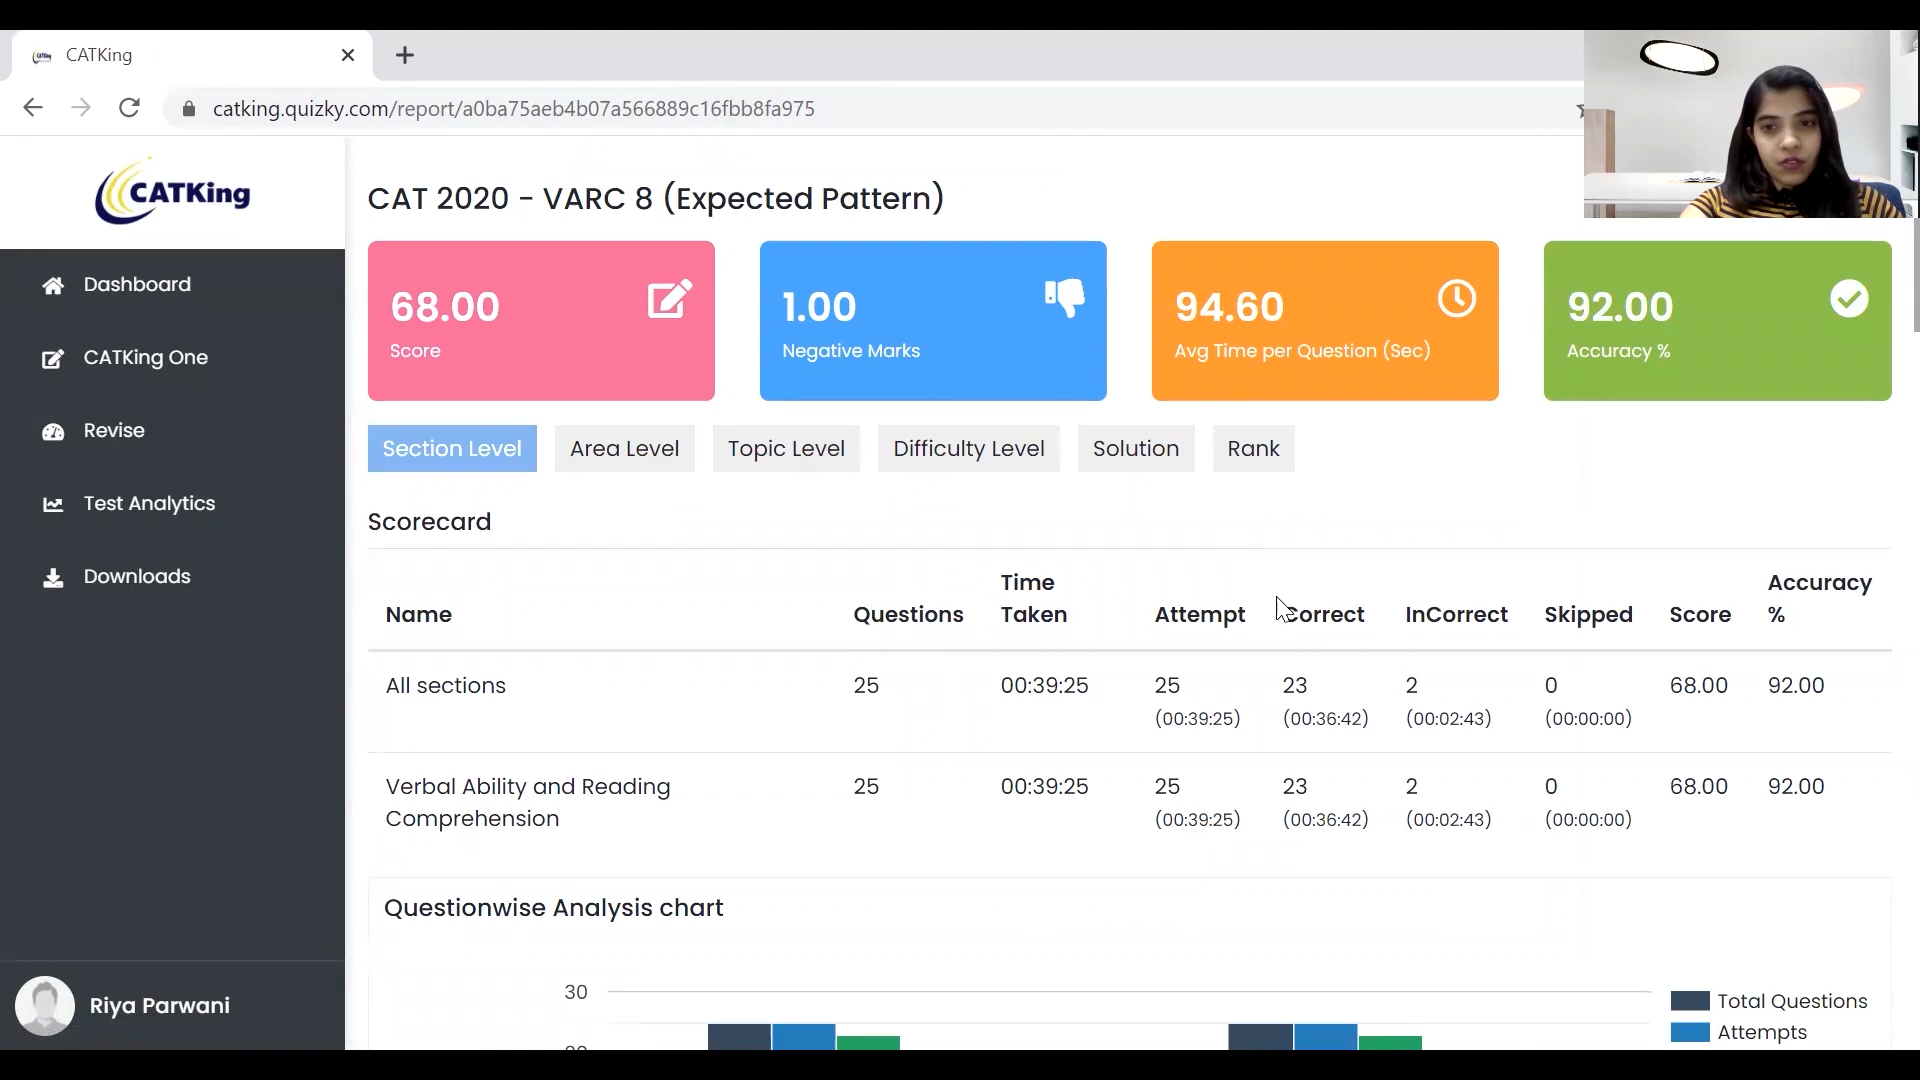 CATKing
catking.quizky.com/report/a0ba75aeb4b07a566889c16fbb8fa975
CATKing
Dashboard
CATKing One
Revise
Test Analytics
Downloads
Riya Parwani
CAT 2020 - VARC 8 (Expected Pattern)
68.00
Score
1.00
Negative Marks
94.60
Avg Time per Question (Sec)
92.00
Accuracy %
Section Level Area Level Topic Level Difficulty Level Solution Rank
Scorecard
Name Questions Time Taken Attempt Correct InCorrect Skipped Score Accuracy %
All sections 25 00:39:25 25 23 2 0 68.00 92.00
(00:39:25) (00:36:42) (00:02:43) (00:00:00)
Verbal Ability and Reading 25 00:39:25 25 23 2 0 68.00 92.00
Comprehension (00:39:25) (00:36:42) (00:02:43) (00:00:00)
Questionwise Analysis chart
30
Total Questions
Attempts